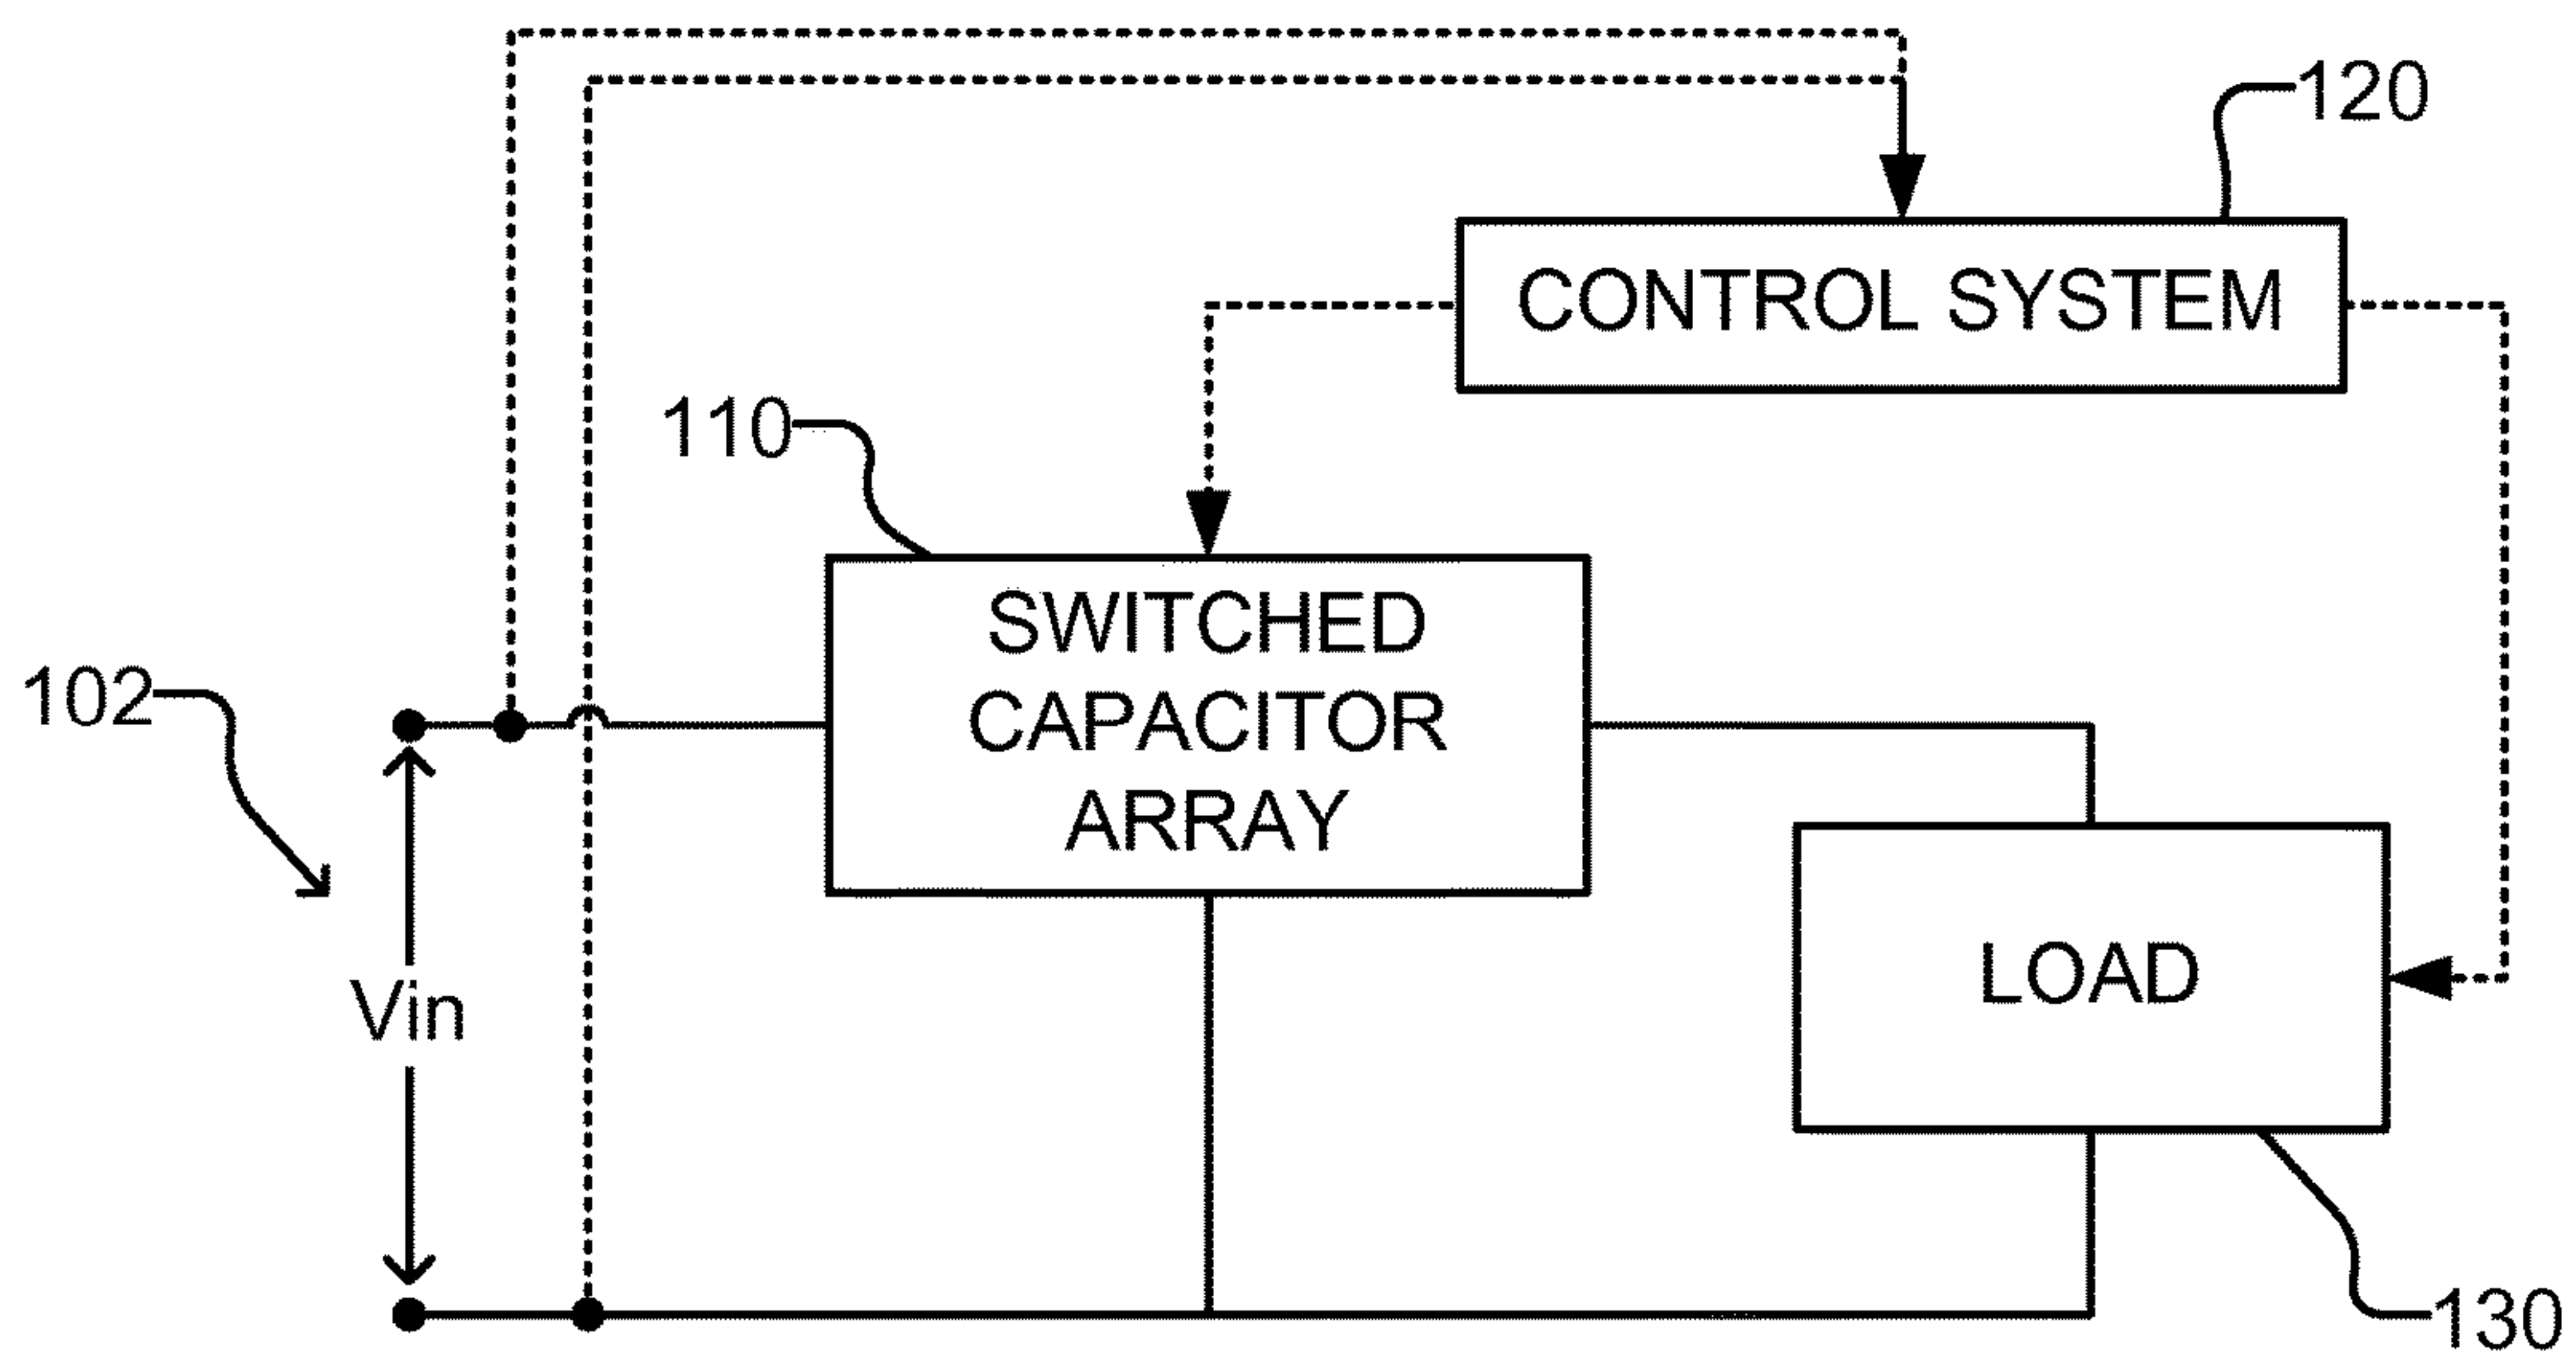 120
CONTROL SYSTEM
110
SWITCHED
CAPACITOR
ARRAY
102
LOAD
Vin
130